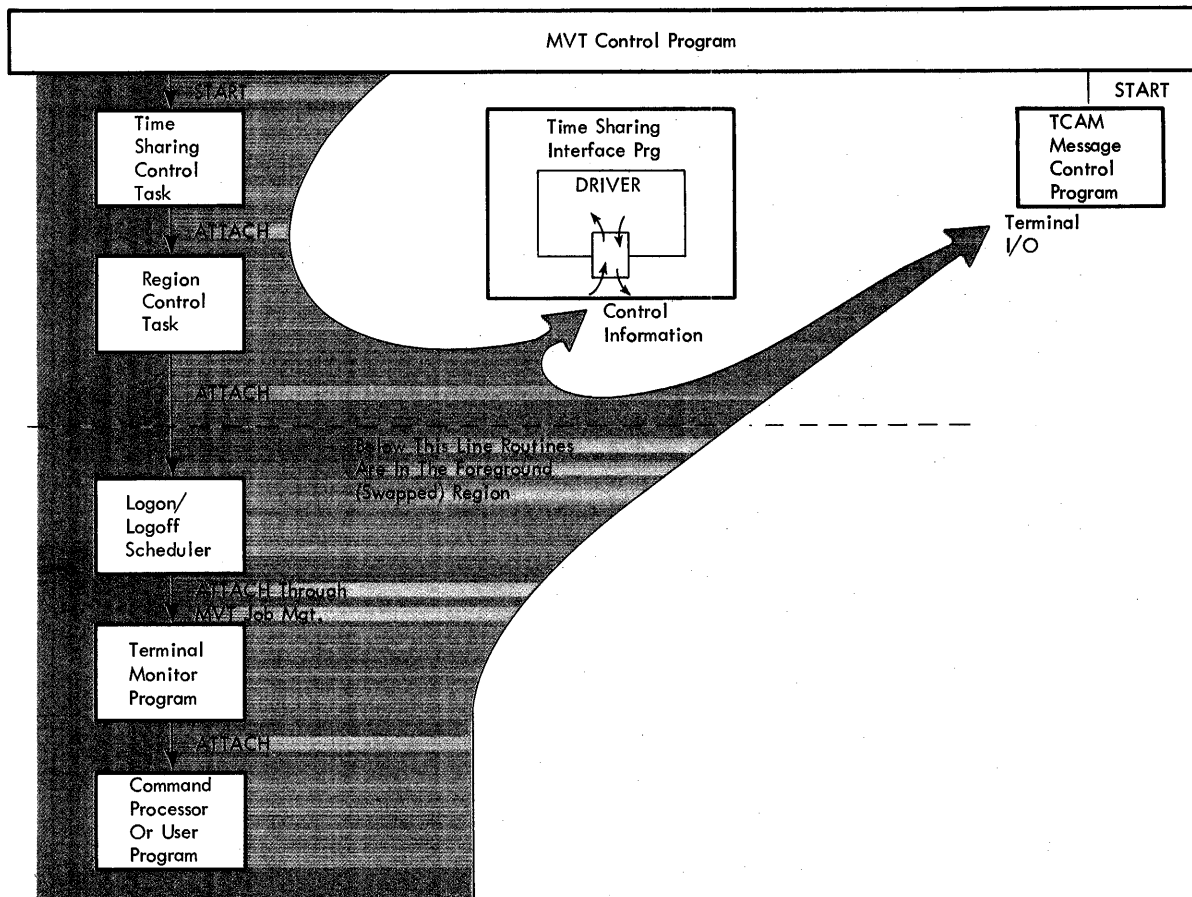 MVT Control Program
START
START
Time
Sharing
Control
Task
Time Sharing
Interface Prg
DRIVER
TCAM
Message
Control
Program
ATTACH
Terminal
I/O
Region
Control
Task
Control
Information
ATTACH
Below This Line Routines
Are In The Foreground
(Swapped) Region
Logon/
Logoff
Scheduler
ATTACH Through
MVT Job Mgt.
Terminal
Monitor
Program
ATTACH
Command
Processor
Or User
Program